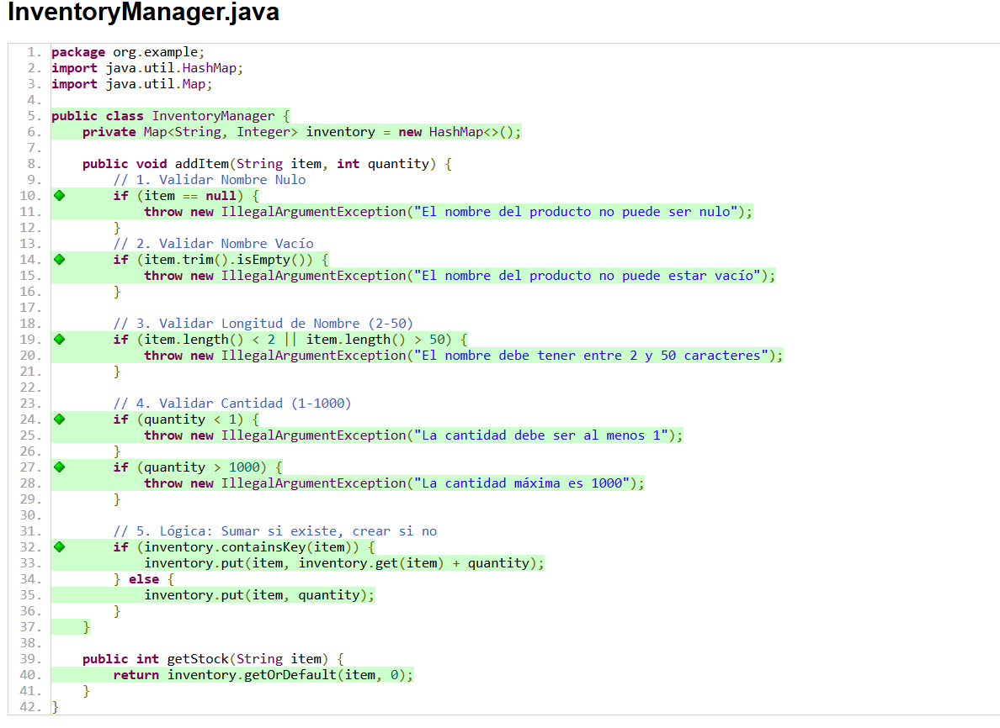 InventoryManager.java
1. package org.example;
2. import java.util.HashMap;
3. import java.util.Map;
4.
5. public class InventoryManager {
6.     private Map<String, Integer> inventory = new HashMap<>();
7.
8.     public void addItem(String item, int quantity) {
9.         // 1. Validar Nombre Nulo
10.         if (item == null) {
11.             throw new IllegalArgumentException("El nombre del producto no puede ser nulo");
12.         }
13.         // 2. Validar Nombre Vacío
14.         if (item.trim().isEmpty()) {
15.             throw new IllegalArgumentException("El nombre del producto no puede estar vacío");
16.         }
17.
18.         // 3. Validar Longitud de Nombre (2-50)
19.         if (item.length() < 2 || item.length() > 50) {
20.             throw new IllegalArgumentException("El nombre debe tener entre 2 y 50 caracteres");
21.         }
22.
23.         // 4. Validar Cantidad (1-1000)
24.         if (quantity < 1) {
25.             throw new IllegalArgumentException("La cantidad debe ser al menos 1");
26.         }
27.         if (quantity > 1000) {
28.             throw new IllegalArgumentException("La cantidad máxima es 1000");
29.         }
30.
31.         // 5. Lógica: Sumar si existe, crear si no
32.         if (inventory.containsKey(item)) {
33.             inventory.put(item, inventory.get(item) + quantity);
34.         } else {
35.             inventory.put(item, quantity);
36.         }
37.     }
38.
39.     public int getStock(String item) {
40.         return inventory.getOrDefault(item, 0);
41.     }
42. }